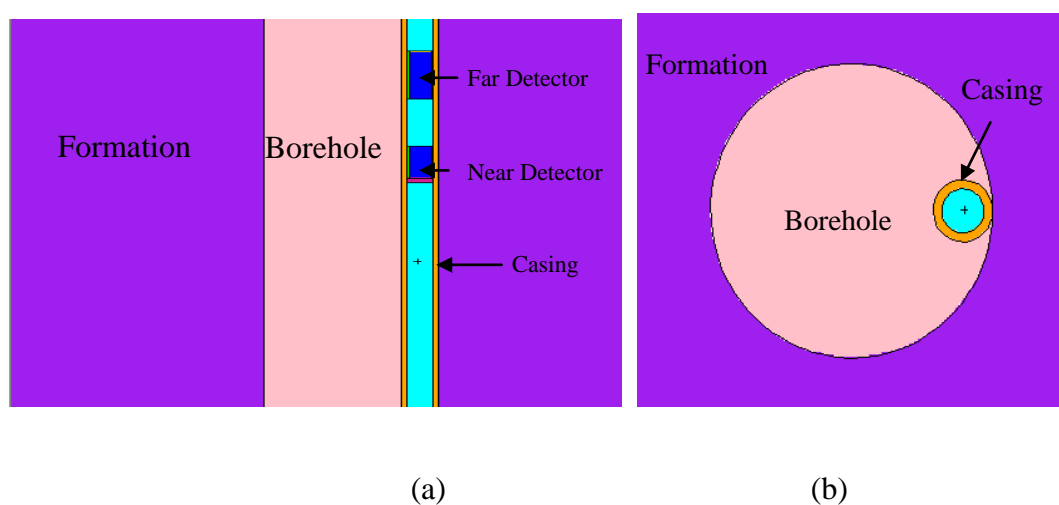 Far Detector
Formation
Borehole
Near Detector
Casing
Formation
Casing
Borehole
(a)
(b)